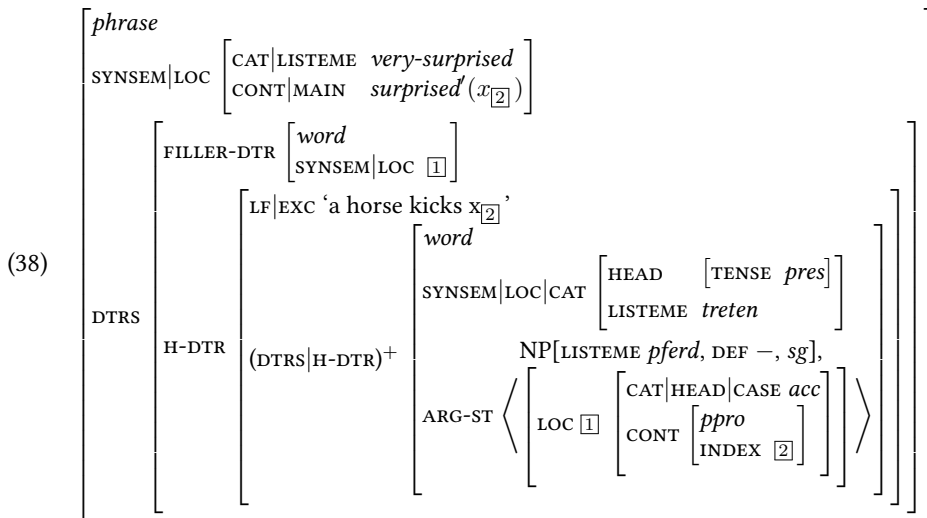 phrase
SYNSEM|LOC [CAT|LISTEME very-surprised
CONT|MAIN surprised′(x[2])]
FILLER-DTR [word
SYNSEM|LOC [1]]
LF|EXC ‘a horse kicks x[2]’
word
(38)
SYNSEM|LOC|CAT [HEAD [TENSE pres]
LISTEME treten]
DTRS
H-DTR
(DTRS|H-DTR)+
NP[LISTEME pferd, DEF −, sg],
ARG-ST ⟨[LOC [1] [CAT|HEAD|CASE acc
CONT [ppro
INDEX [2]]]]⟩